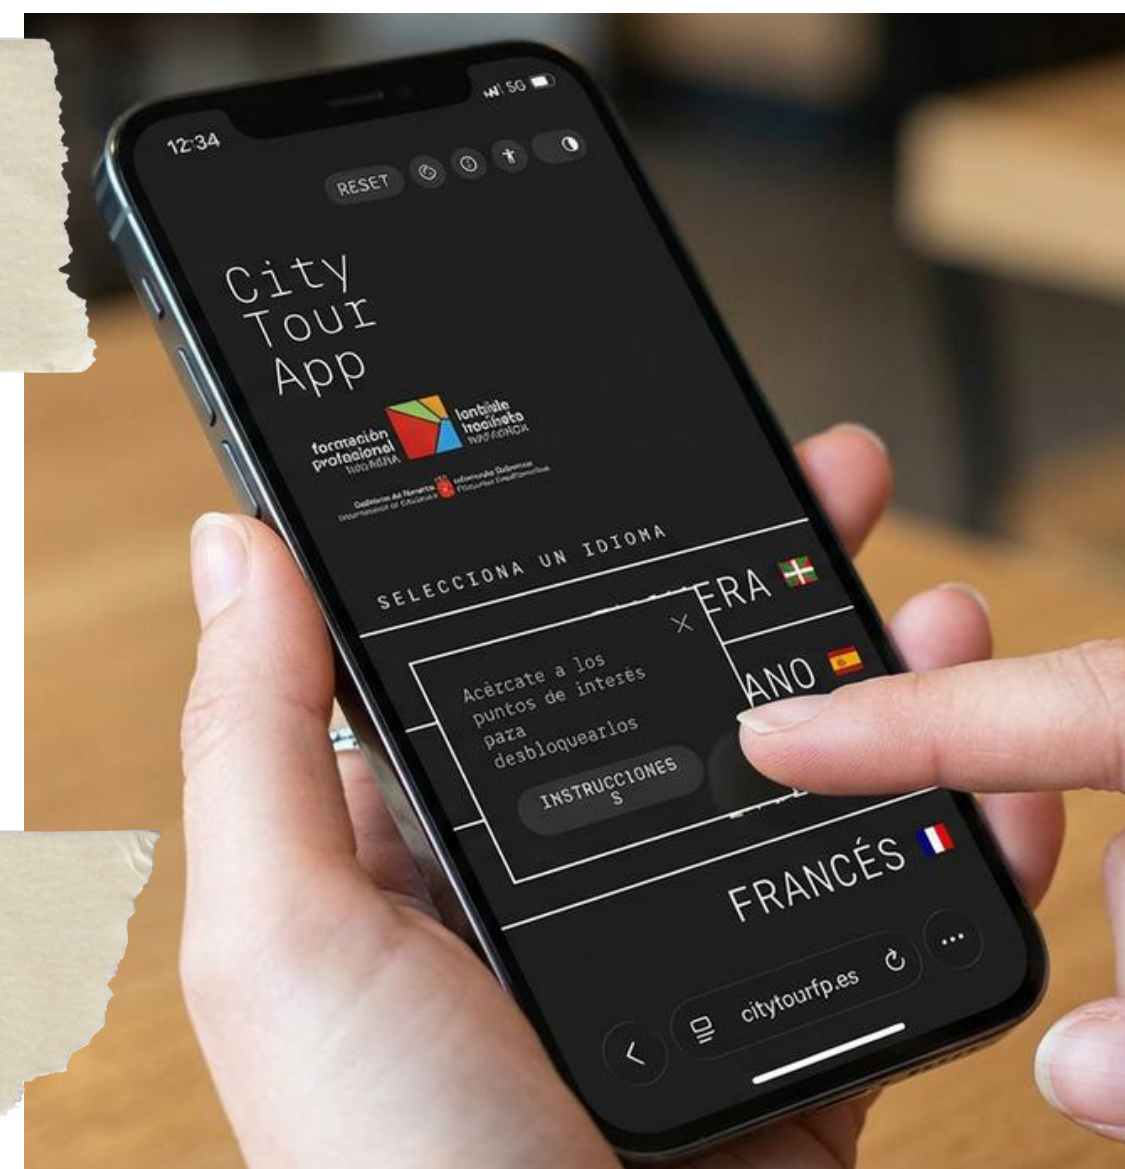 12:34
5G
RESET
City
Tour
App
formación
profesional
SELECCIONA UN IDIOMA
ERA
Acércate a los
puntos de interés
para
desbloquearlos
ANO
INSTRUCCIONES
S
FRANCÉS
citytourfp.es